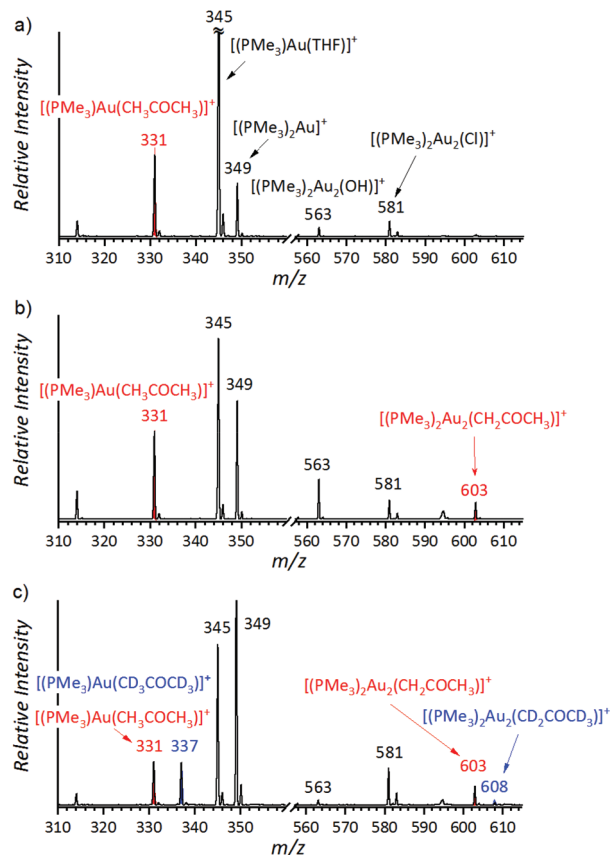 a)
345
[(PMe₃)Au(THF)]⁺
[(PMe₃)Au(CH₃COCH₃)]⁺
331
[(PMe₃)₂Au]⁺
349
[(PMe₃)₂Au₂(Cl)]⁺
[(PMe₃)₂Au₂(OH)]⁺
563
581
Relative Intensity
310 320 330 340 350 560 570 580 590 600 610
m/z
b)
345
[(PMe₃)Au(CH₃COCH₃)]⁺
331
349
[(PMe₃)₂Au₂(CH₂COCH₃)]⁺
563
581
603
Relative Intensity
310 320 330 340 350 560 570 580 590 600 610
m/z
c)
345
349
[(PMe₃)Au(CD₃COCD₃)]⁺
[(PMe₃)₂Au₂(CH₂COCH₃)]⁺
[(PMe₃)Au(CH₃COCH₃)]⁺
[(PMe₃)₂Au₂(CD₂COCD₃)]⁺
331
337
581
603
563
608
Relative Intensity
310 320 330 340 350 560 570 580 590 600 610
m/z